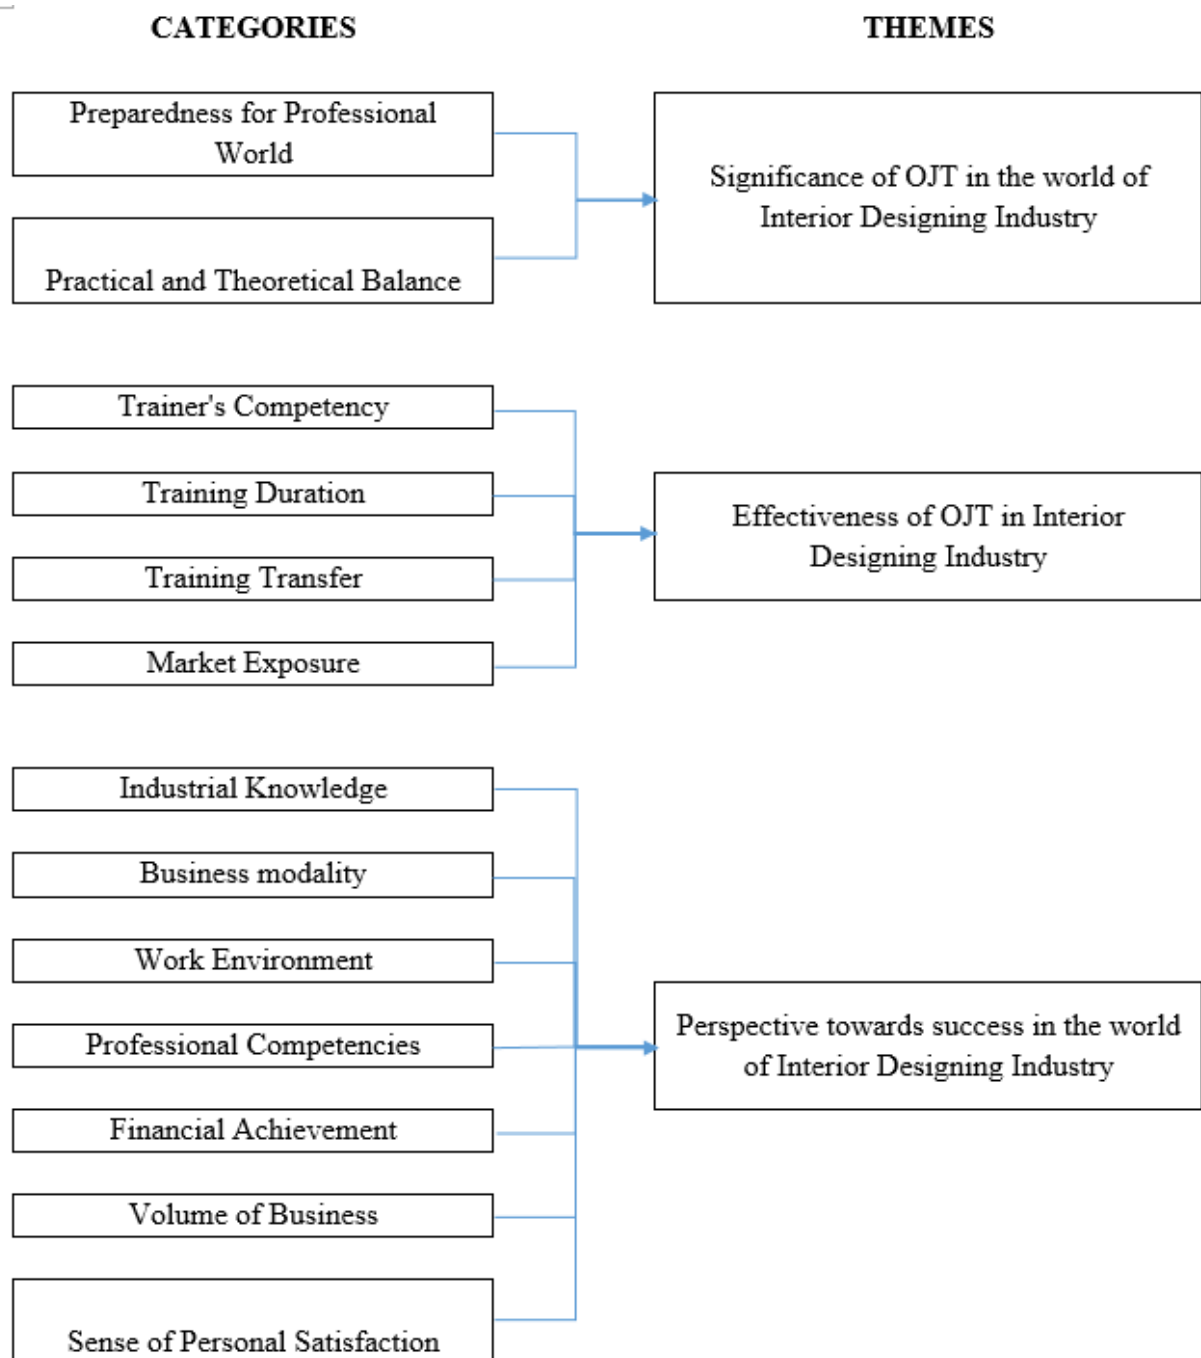 CATEGORIES
THEMES
Preparedness for Professional
World
Practical and Theoretical Balance
Significance of OJT in the world of
Interior Designing Industry
Trainer's Competency
Training Duration
Training Transfer
Market Exposure
Effectiveness of OJT in Interior
Designing Industry
Industrial Knowledge
Business modality
Work Environment
Professional Competencies
Financial Achievement
Volume of Business
Sense of Personal Satisfaction
Perspective towards success in the world
of Interior Designing Industry